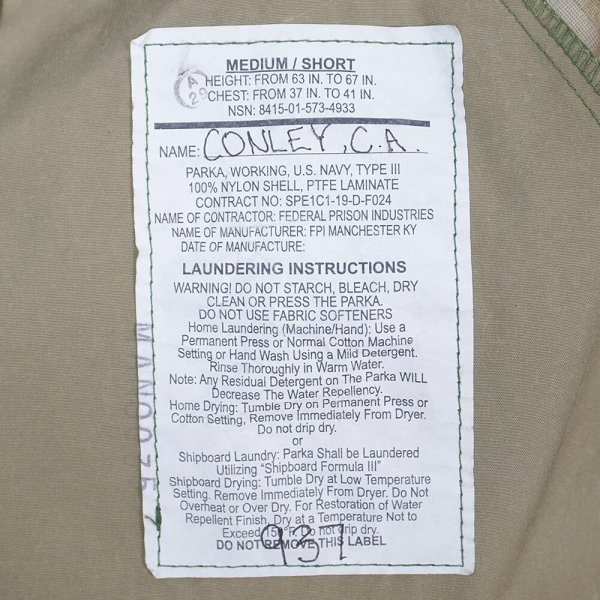 MEDIUM / SHORT
HEIGHT: FROM 63 IN. TO 67 IN.
CHEST: FROM 37 IN. TO 41 IN.
NSN: 8415-01-573-4933
NAME: CONLEY, C.A.
PARKA, WORKING, U.S. NAVY, TYPE III
100% NYLON SHELL, PTFE LAMINATE
CONTRACT NO: SPE1C1-19-D-F024
NAME OF CONTRACTOR: FEDERAL PRISON INDUSTRIES
NAME OF MANUFACTURER: FPI MANCHESTER KY
DATE OF MANUFACTURE:
LAUNDERING INSTRUCTIONS
WARNING! DO NOT STARCH, BLEACH, DRY
CLEAN OR PRESS THE PARKA.
DO NOT USE FABRIC SOFTENERS
Home Laundering (Machine/Hand): Use a
Permanent Press or Normal Cotton Machine
Setting or Hand Wash Using a Mild Detergent.
Rinse Thoroughly in Warm Water.
Note: Any Residual Detergent on The Parka WILL
Decrease The Water Repellency.
Home Drying: Tumble Dry on Permanent Press or
Cotton Setting, Remove Immediately From Dryer.
Do not drip dry.
or
Shipboard Laundry: Parka Shall be Laundered
Utilizing "Shipboard Formula III"
Shipboard Drying: Tumble Dry at Low Temperature
Setting. Remove Immediately From Dryer. Do Not
Overheat or Over Dry. For Restoration of Water
Repellent Finish, Dry at a Temperature Not to
Exceed 150°F. Do not drip dry.
DO NOT REMOVE THIS LABEL
937